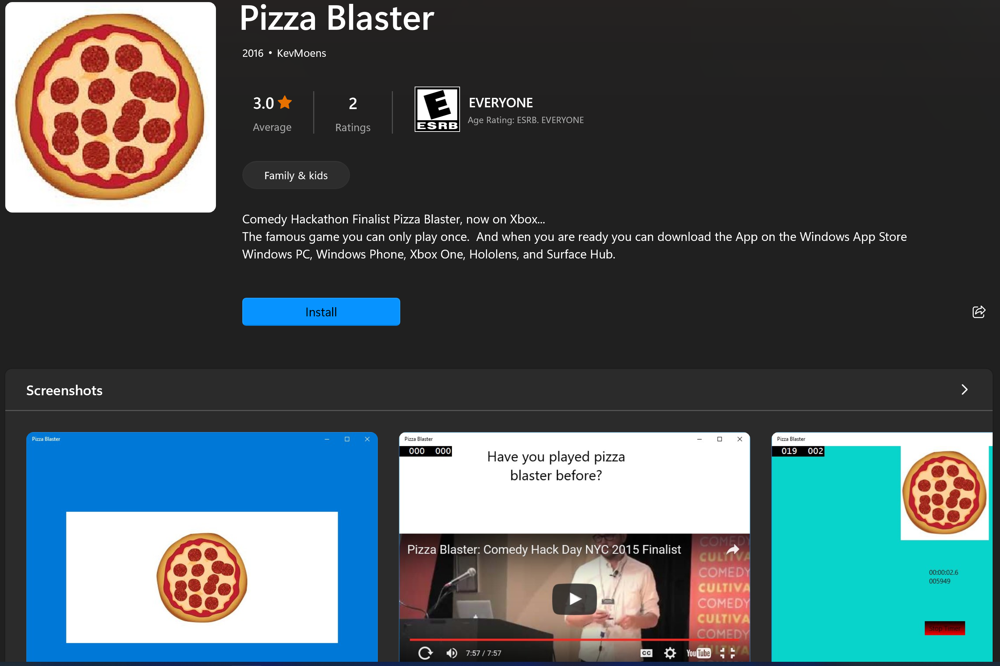 Pizza Blaster
2016 • KevMoens
3.0
Average
2
Ratings
E
ESRB
EVERYONE
Age Rating: ESRB. EVERYONE
Family & kids
Comedy Hackathon Finalist Pizza Blaster, now on Xbox...
The famous game you can only play once.  And when you are ready you can download the App on the Windows App Store
Windows PC, Windows Phone, Xbox One, Hololens, and Surface Hub.
Install
Screenshots
Pizza Blaster
Pizza Blaster
000 000
Have you played pizza
blaster before?
Pizza Blaster: Comedy Hack Day NYC 2015 Finalist
COMEDY
CULTIVA
COMEDY
CULTIVA
COMEDY
CULTIVA
COMEDY
7:57 / 7:57
CC
YouTube
Pizza Blaster
019 002
00:00:02.6
005949
Stop Timer